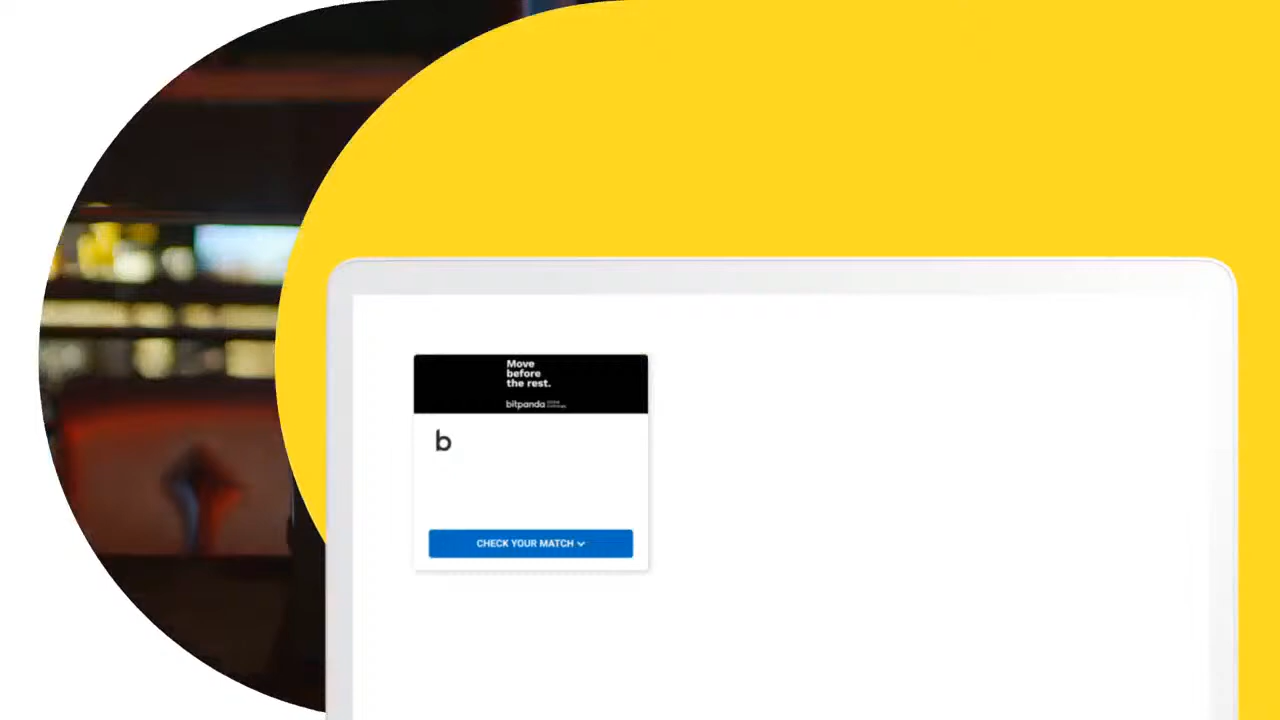 Move
before
the rest.
bitpanda
b
CHECK YOUR MATCH